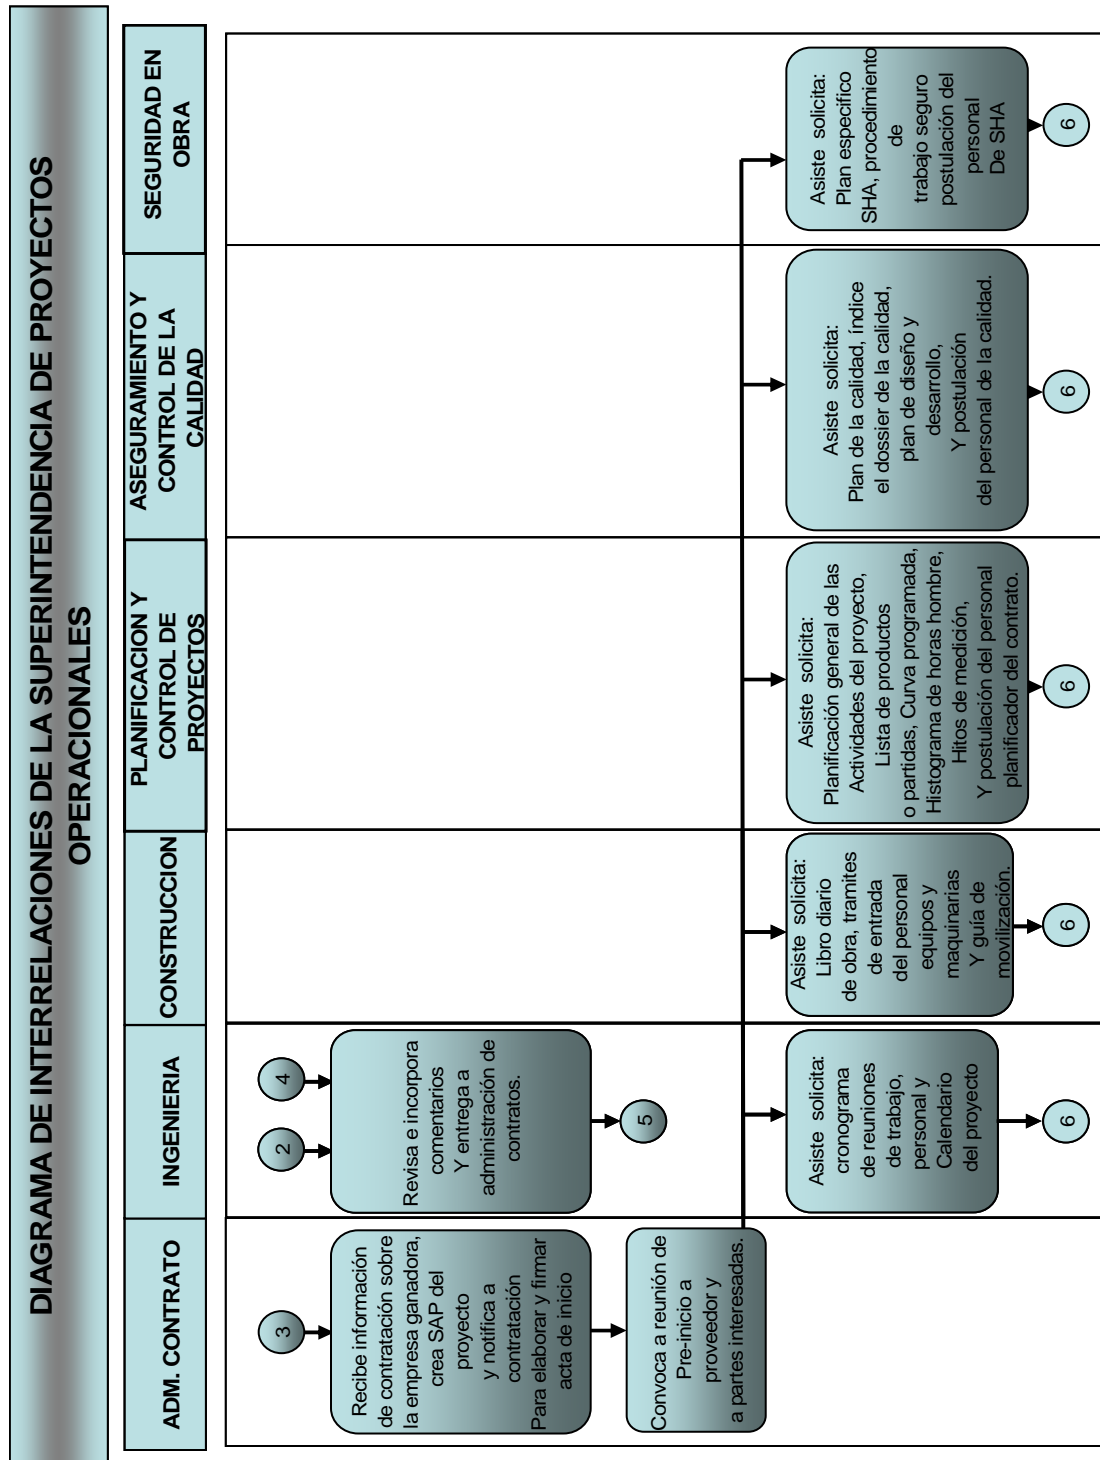 DIAGRAMA DE INTERRELACIONES DE LA SUPERINTENDENCIA DE PROYECTOS
OPERACIONALES
ADM. CONTRATO
INGENIERIA
CONSTRUCCION
PLANIFICACION Y
CONTROL DE
PROYECTOS
ASEGURAMIENTO Y
CONTROL DE LA
CALIDAD
SEGURIDAD EN
OBRA
3
Recibe información
de contratación sobre
la empresa ganadora,
crea SAP del
proyecto
y notifica a
contratación
Para elaborar y firmar
acta de inicio
Convoca a reunión de
Pre-inicio a
proveedor y
a partes interesadas.
2
4
Revisa e incorpora
comentarios
Y entrega a
administración de
contratos.
5
Asiste solicita:
cronograma
de reuniones
de trabajo,
personal y
Calendario
del proyecto
6
Asiste solicita:
Libro diario
de obra, tramites
de entrada
del personal
equipos y
maquinarias
Y guía de
movilización.
6
Asiste solicita:
Planificación general de las
Actividades del proyecto,
Lista de productos
o partidas, Curva programada,
Histograma de horas hombre,
Hitos de medición,
Y postulación del personal
planificador del contrato.
6
Asiste solicita:
Plan de la calidad, índice
el dossier de la calidad,
plan de diseño y
desarrollo,
Y postulación
del personal de la calidad.
6
Asiste solicita:
Plan especifico
SHA, procedimiento
de
trabajo seguro
postulación del
personal
De SHA
6